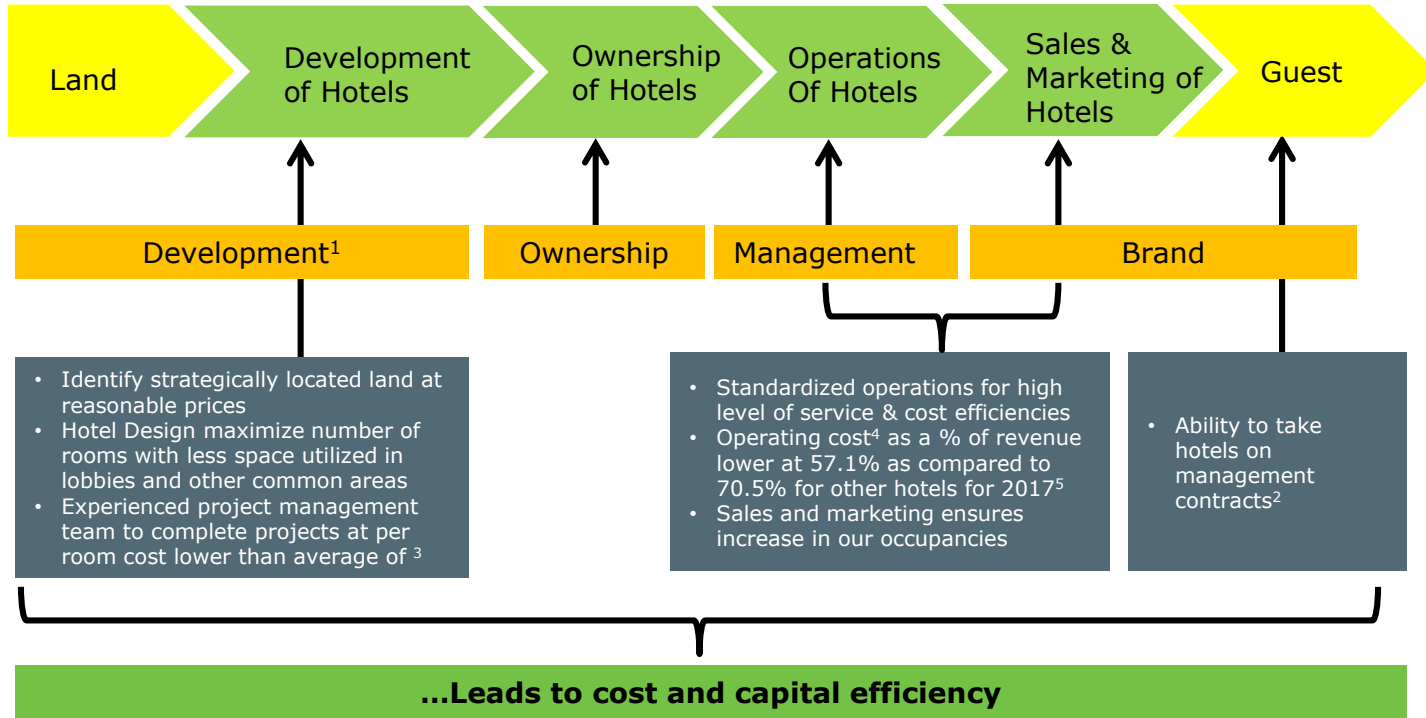 Land
Development
of Hotels
Ownership
of Hotels
Operations
Of Hotels
Sales &
Marketing of
Hotels
Guest
Development¹
Ownership
Management
Brand
• Identify strategically located land at
reasonable prices
• Hotel Design maximize number of
rooms with less space utilized in
lobbies and other common areas
• Experienced project management
team to complete projects at per
room cost lower than average of ³
• Standardized operations for high
level of service & cost efficiencies
• Operating cost⁴ as a % of revenue
lower at 57.1% as compared to
70.5% for other hotels for 2017⁵
• Sales and marketing ensures
increase in our occupancies
• Ability to take
hotels on
management
contracts²
...Leads to cost and capital efficiency